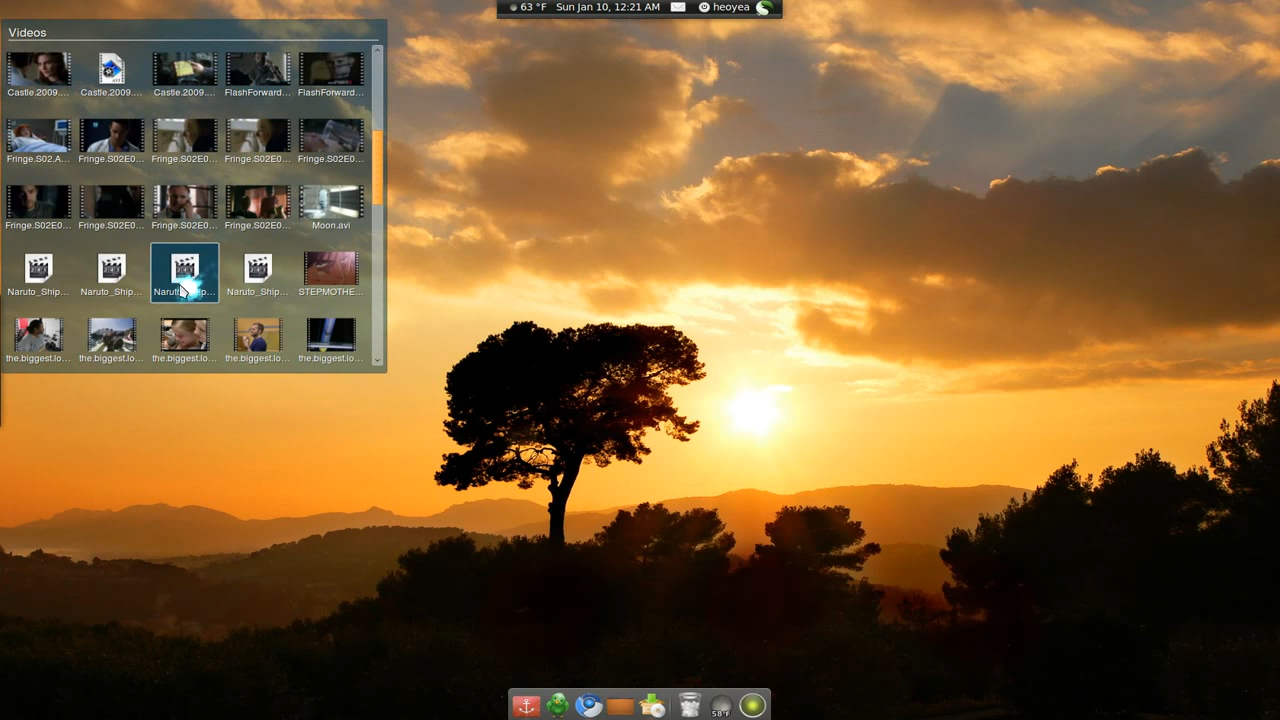 63 °F Sun Jan 10, 12:21 AM heoyea
Videos
Castle.2009.... Castle.2009.... Castle.2009.... FlashForward... FlashForward...
Fringe.S02.A... Fringe.S02E0... Fringe.S02E0... Fringe.S02E0... Fringe.S02E0...
Fringe.S02E0... Fringe.S02E0... Fringe.S02E0... Fringe.S02E0... Moon.avi
Naruto_Ship... Naruto_Ship... Naruto_Ship... STEPMOTHE...
the.biggest.lo... the.biggest.lo... the.biggest.lo... the.biggest.lo... the.biggest.lo...
58°F